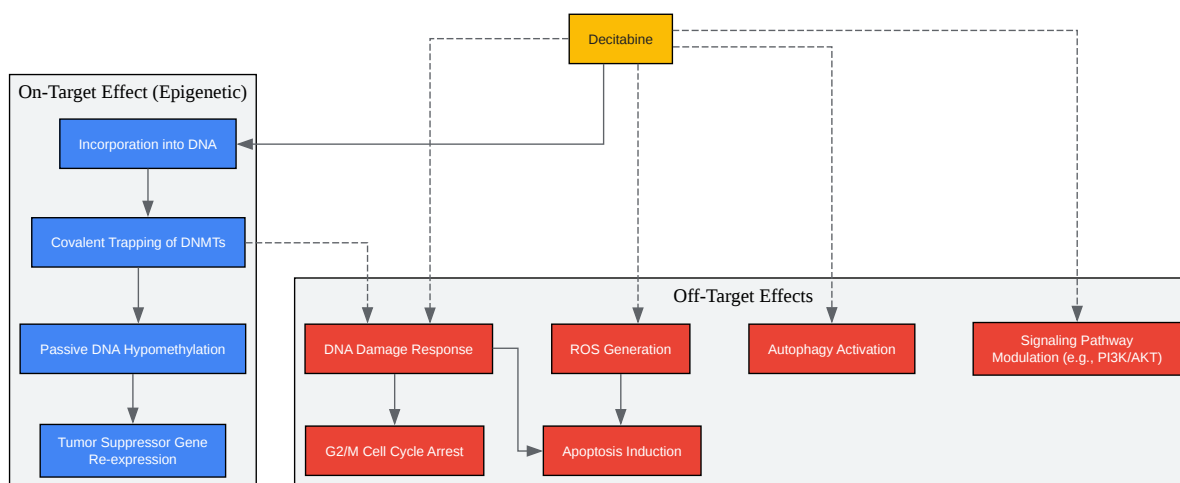 Decitabine
On-Target Effect (Epigenetic)
Incorporation into DNA
Covalent Trapping of DNMTs
Passive DNA Hypomethylation
Tumor Suppressor Gene
Re-expression
Off-Target Effects
DNA Damage Response
ROS Generation
Autophagy Activation
Signaling Pathway
Modulation (e.g., PI3K/AKT)
G2/M Cell Cycle Arrest
Apoptosis Induction